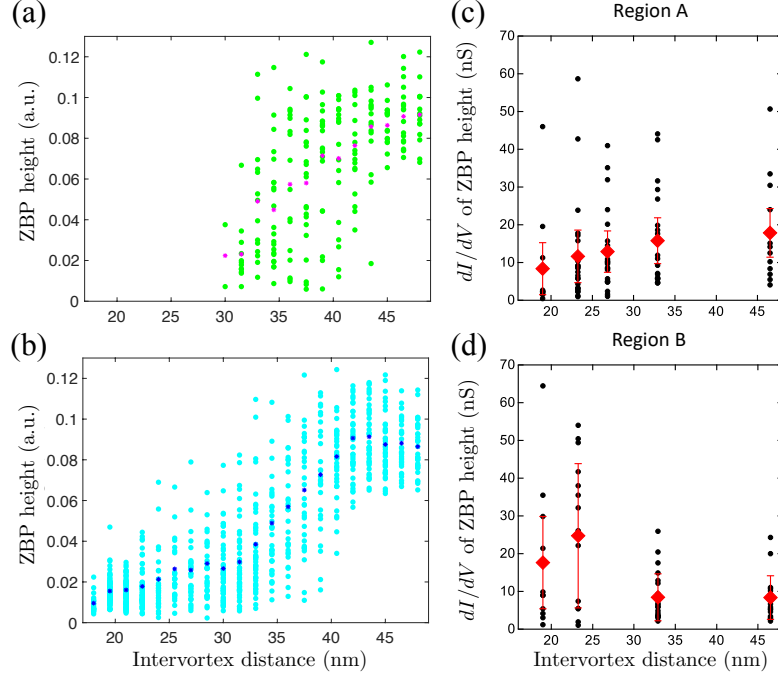 (a)
ZBP height (a.u.)
0.12
0.1
0.08
0.06
0.04
0.02
0
20 25 30 35 40 45
(b)
ZBP height (a.u.)
0.12
0.1
0.08
0.06
0.04
0.02
0
20 25 30 35 40 45
Intervortex distance (nm)
(c)
Region A
dI/dV of ZBP height (nS)
70
60
50
40
30
20
10
0
20 25 30 35 40 45
(d)
Region B
dI/dV of ZBP height (nS)
70
60
50
40
30
20
10
0
20 25 30 35 40 45
Intervortex distance (nm)